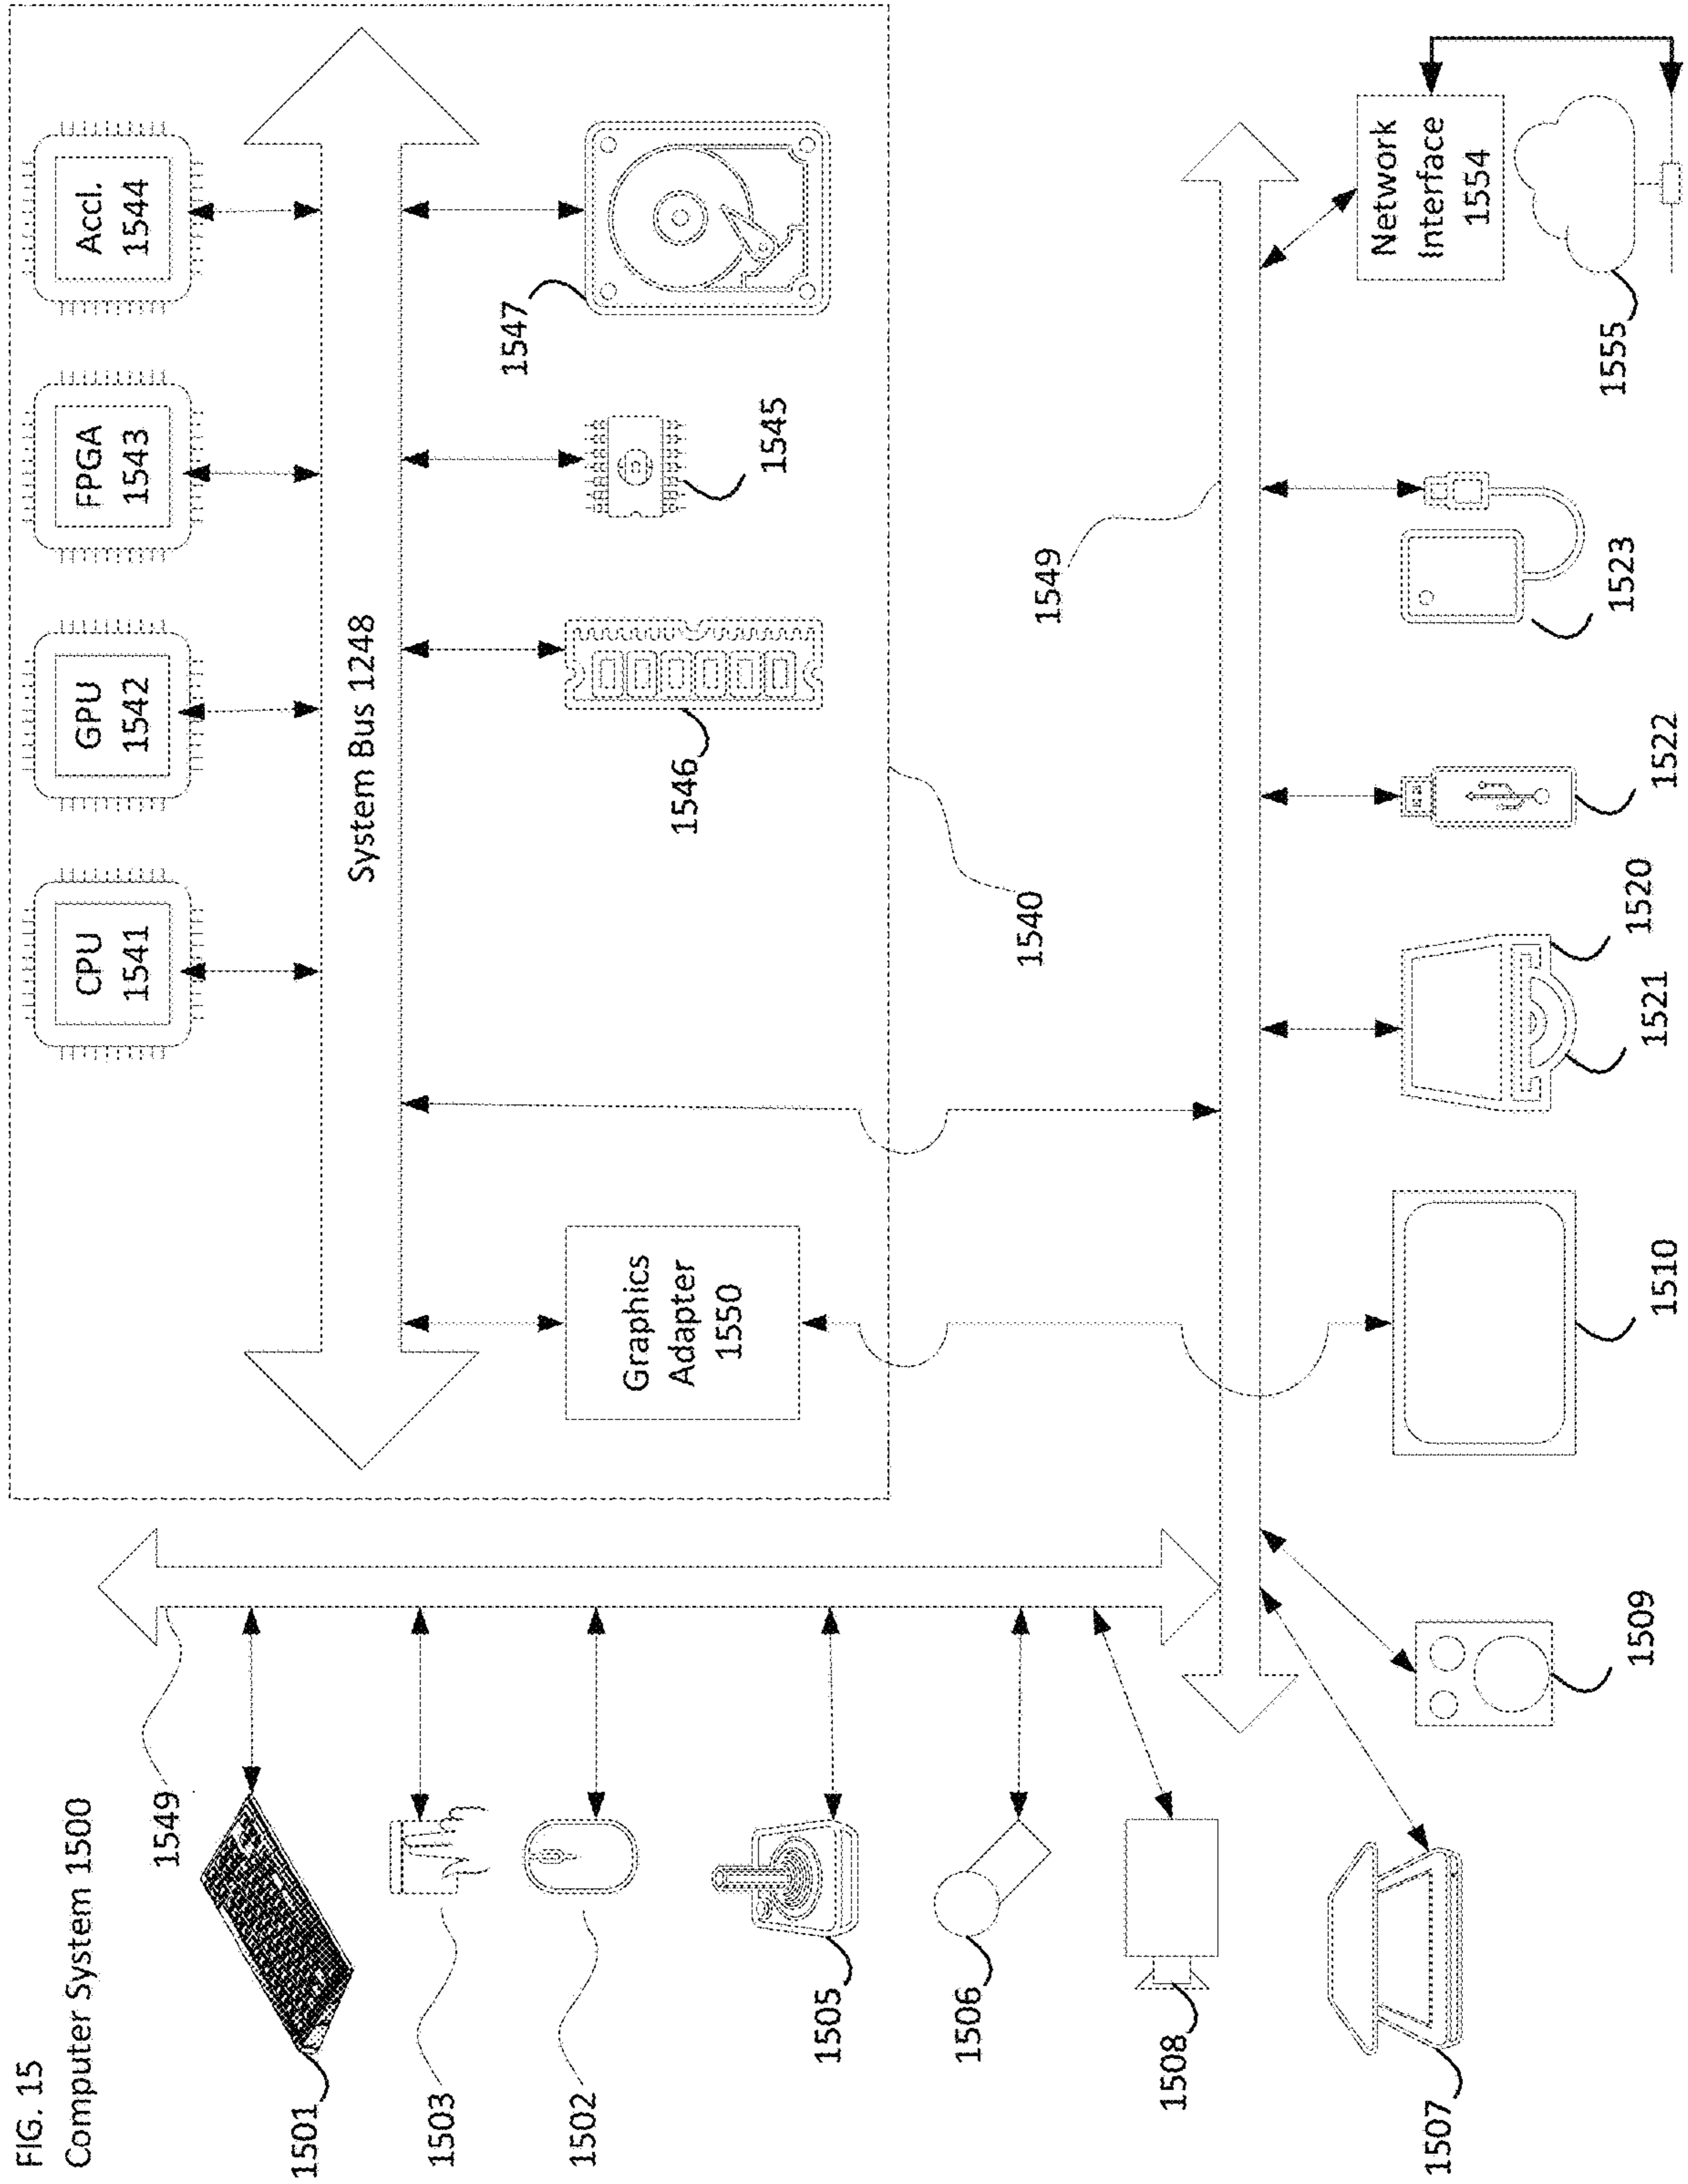 FIG. 15
Computer System 1500
1549
1501
1503
1502
1505
1506
1508
1507
CPU
1541
GPU
1542
FPGA
1543
Accl.
1544
System Bus 1248
Graphics
Adapter
1550
1546
1545
1547
1540
1549
1509
1510
1521
1520
1522
1523
Network
Interface
1554
1555